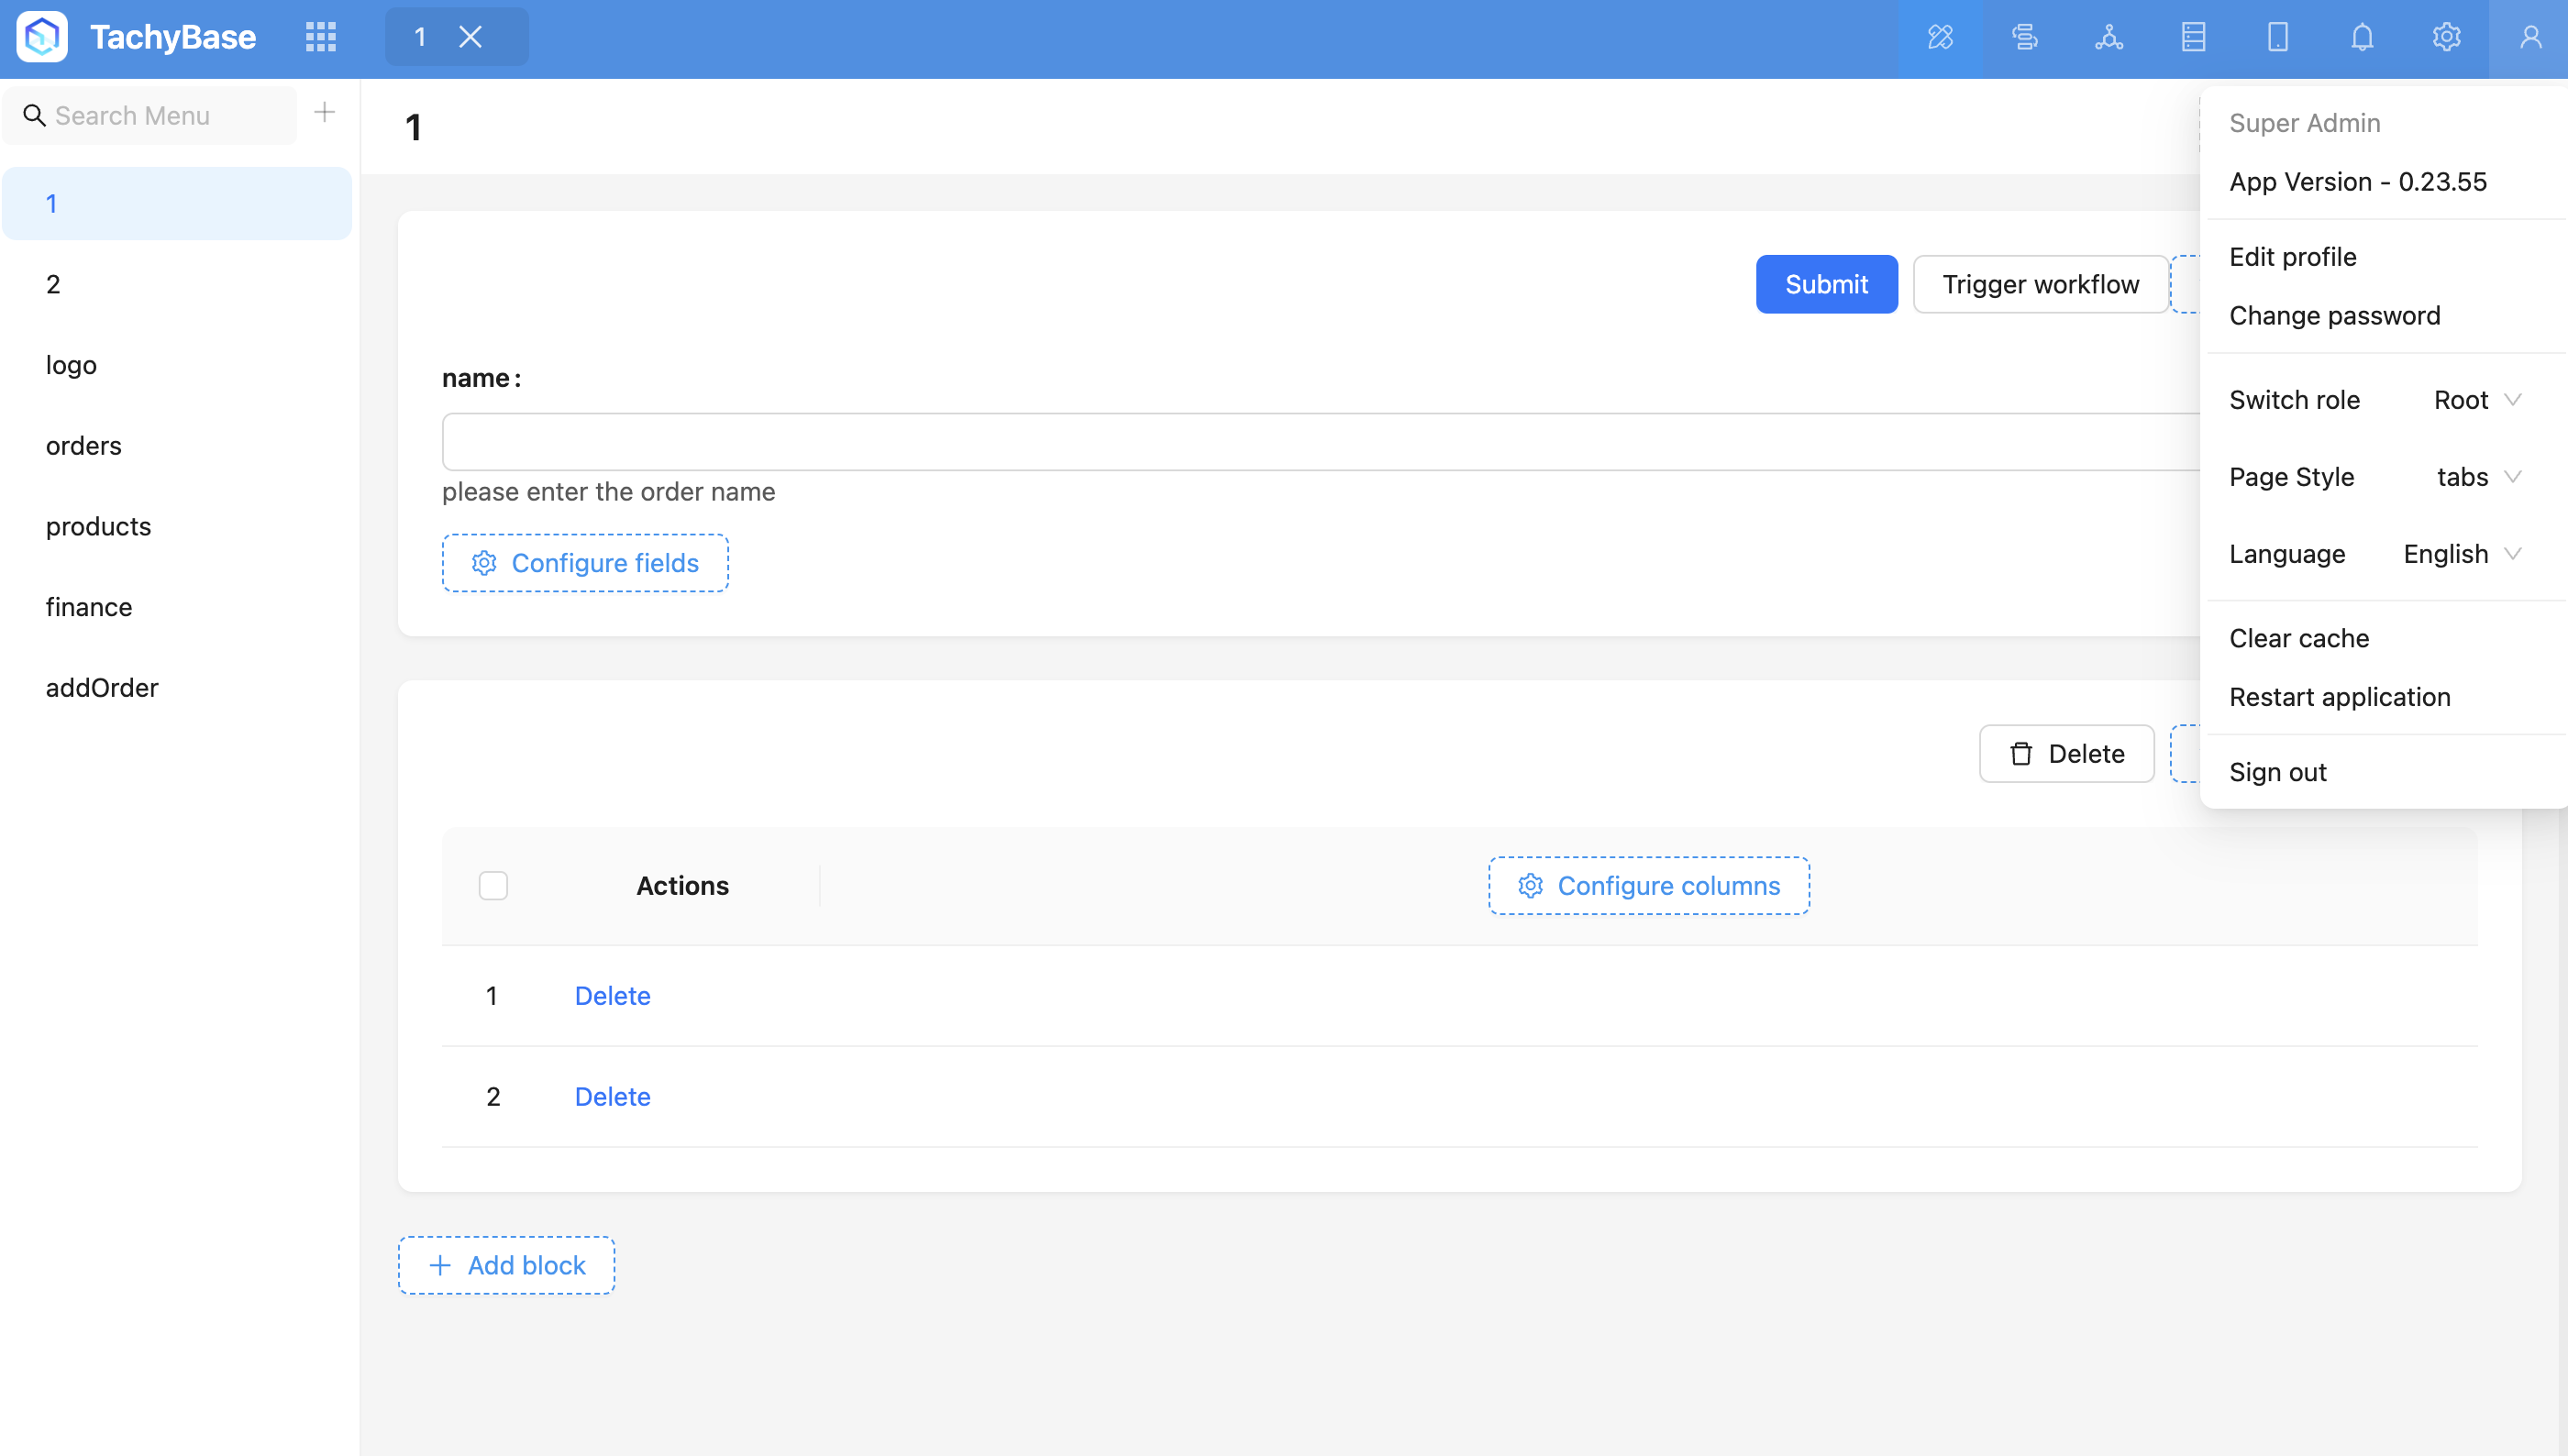 TachyBase
1
Search Menu
1
2
logo
orders
products
finance
addOrder
1
Submit
Trigger workflow
name :
please enter the order name
Configure fields
Delete
Actions
Configure columns
1 Delete
2 Delete
Add block
Super Admin
App Version - 0.23.55
Edit profile
Change password
Switch role Root
Page Style tabs
Language English
Clear cache
Restart application
Sign out